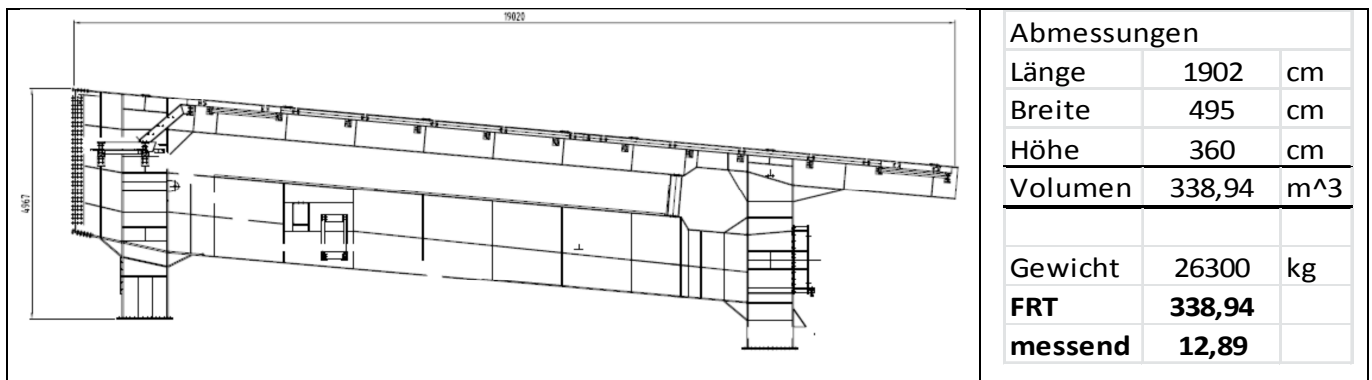 19020
4967
Abmessungen
Länge 1902 cm
Breite 495 cm
Höhe 360 cm
Volumen 338,94 m^3
Gewicht 26300 kg
FRT 338,94
messend 12,89